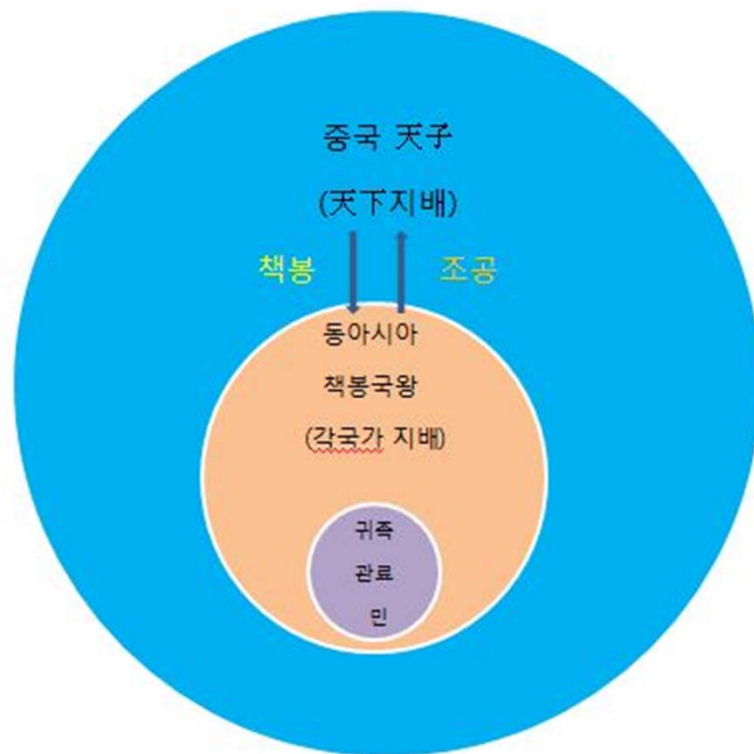 중국 天子
(天下지배)
책봉 조공
동아시아
책봉국왕
(각국가 지배)
귀족
관료
민